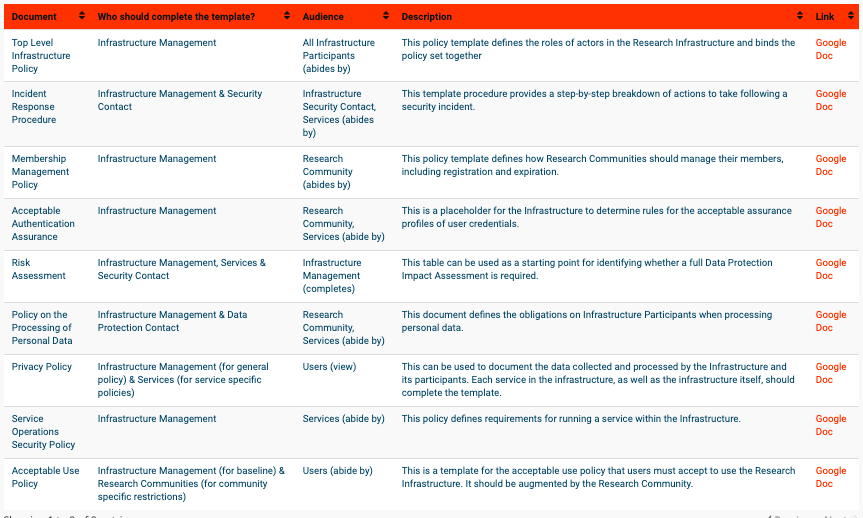 Document Who should complete the template? Audience Description Link
Top Level Infrastructure Management All Infrastructure This policy template defines the roles of actors in the Research Infrastructure and binds the Google
Infrastructure Participants policy set together Doc
Policy (abides by)
Incident Infrastructure Management & Security Infrastructure This template procedure provides a step-by-step breakdown of actions to take following a Google
Response Contact Security Contact, security incident. Doc
Procedure Services (abides
by)
Membership Infrastructure Management Research This policy template defines how Research Communities should manage their members, Google
Management Community including registration and expiration. Doc
Policy (abides by)
Acceptable Infrastructure Management Research This is a placeholder for the Infrastructure to determine rules for the acceptable assurance Google
Authentication Community, profiles of user credentials. Doc
Assurance Services (abide by)
Risk Infrastructure Management, Services & Infrastructure This table can be used as a starting point for identifying whether a full Data Protection Google
Assessment Security Contact Management Impact Assessment is required. Doc
(completes)
Policy on the Infrastructure Management & Data Research This document defines the obligations on Infrastructure Participants when processing Google
Processing of Protection Contact Community, personal data. Doc
Personal Data Services (abide by)
Privacy Policy Infrastructure Management (for general Users (view) This can be used to document the data collected and processed by the Infrastructure and Google
policy) & Services (for service specific its participants. Each service in the infrastructure, as well as the infrastructure itself, should Doc
policies) complete the template.
Service Infrastructure Management Services (abide by) This policy defines requirements for running a service within the Infrastructure. Google
Operations Doc
Security Policy
Acceptable Use Infrastructure Management (for baseline) & Users (abide by) This is a template for the acceptable use policy that users must accept to use the Research Google
Policy Research Communities (for community Infrastructure. It should be augmented by the Research Community. Doc
specific restrictions)